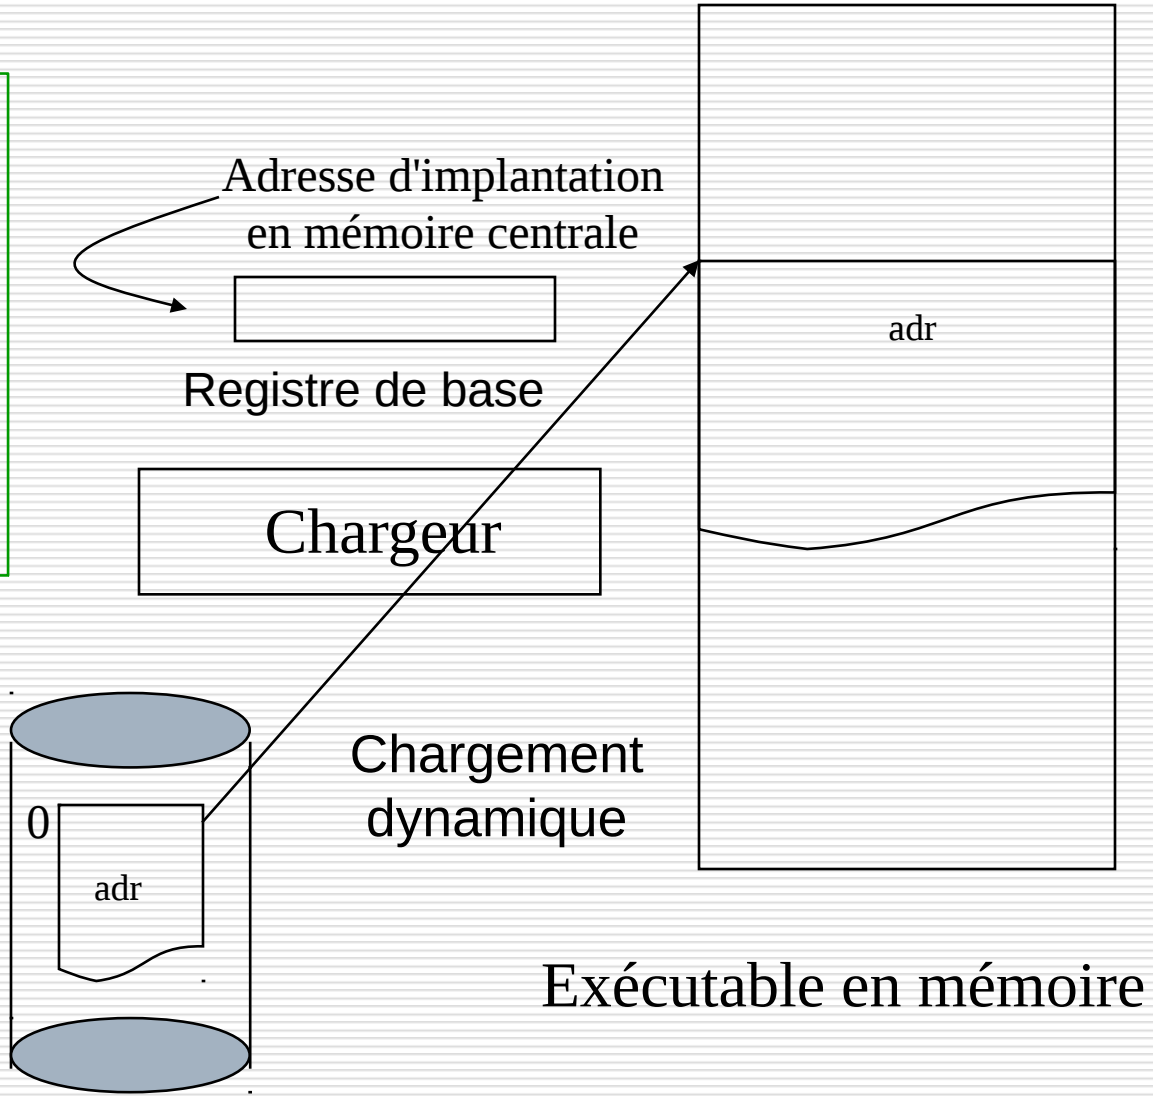 Adresse d'implantation
en mémoire centrale
adr
Registre de base
Chargeur
Chargement
dynamique
0
adr
Exécutable en mémoire